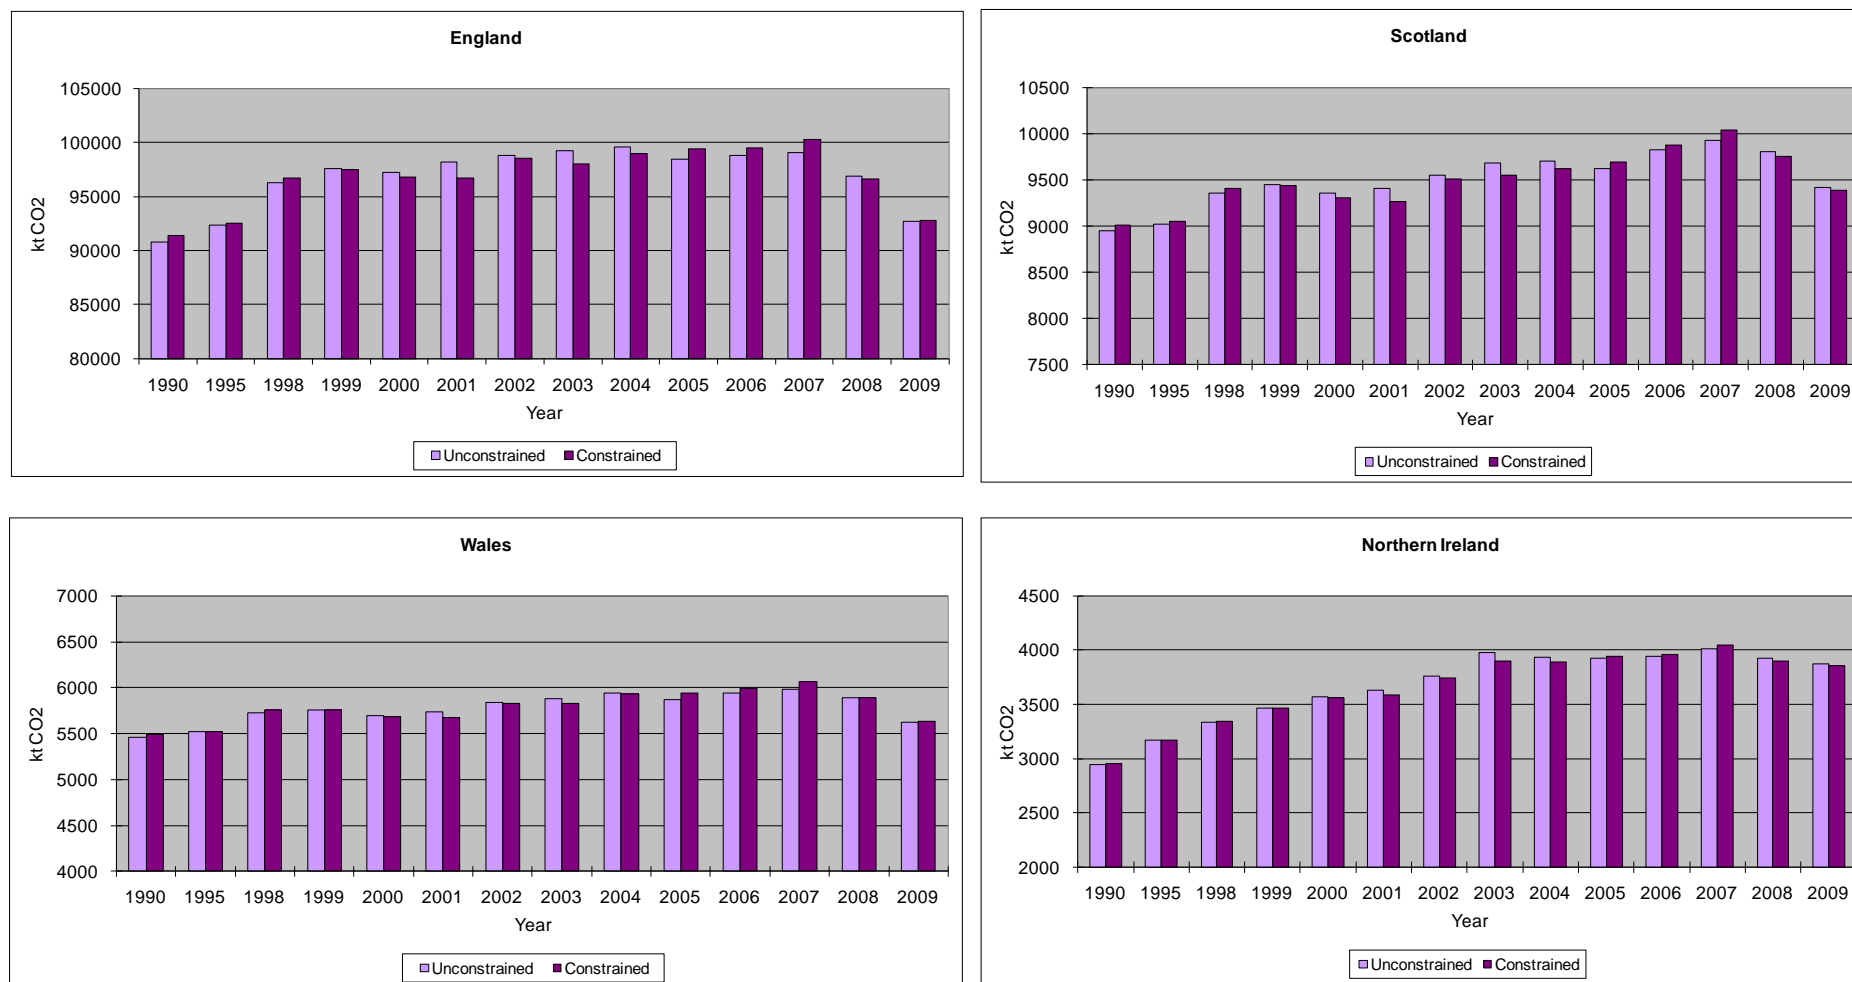 England
105000
100000
95000
90000
85000
80000
kt CO2
1990 1995 1998 1999 2000 2001 2002 2003 2004 2005 2006 2007 2008 2009
Year
Unconstrained Constrained
Scotland
10500
10000
9500
9000
8500
8000
7500
kt CO2
1990 1995 1998 1999 2000 2001 2002 2003 2004 2005 2006 2007 2008 2009
Year
Unconstrained Constrained
Wales
7000
6500
6000
5500
5000
4500
4000
kt CO2
1990 1995 1998 1999 2000 2001 2002 2003 2004 2005 2006 2007 2008 2009
Year
Unconstrained Constrained
Northern Ireland
4500
4000
3500
3000
2500
2000
kt CO2
1990 1995 1998 1999 2000 2001 2002 2003 2004 2005 2006 2007 2008 2009
Year
Unconstrained Constrained